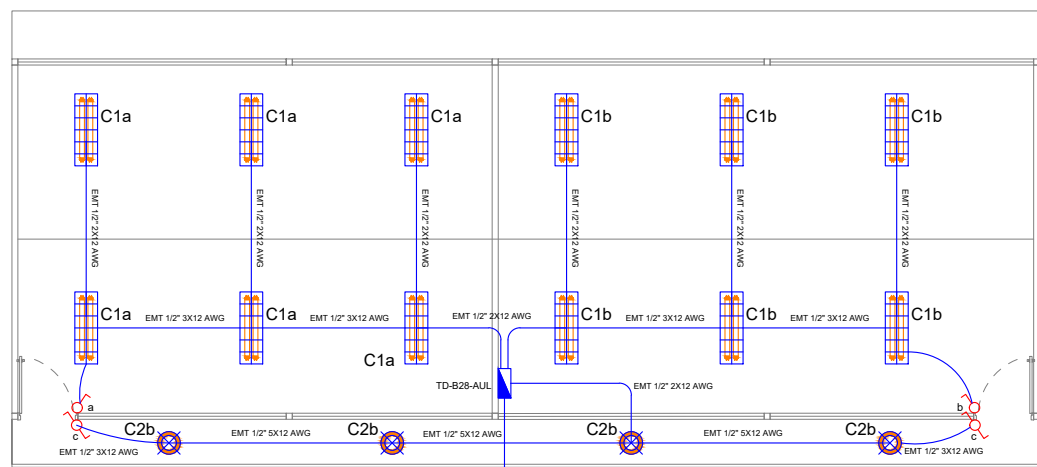 C1a C1a C1a C1b C1b C1b
EMT 1/2" 2X12 AWG
EMT 1/2" 2X12 AWG
EMT 1/2" 2X12 AWG
EMT 1/2" 2X12 AWG
EMT 1/2" 2X12 AWG
EMT 1/2" 2X12 AWG
C1a C1a C1b C1b C1b
EMT 1/2" 3X12 AWG EMT 1/2" 3X12 AWG EMT 1/2" 2X12 AWG EMT 1/2" 3X12 AWG EMT 1/2" 3X12 AWG
C1a
TD-B28-AUL EMT 1/2" 2X12 AWG
a b
C2b C2b C2b C2b
c EMT 1/2" 5X12 AWG EMT 1/2" 5X12 AWG EMT 1/2" 5X12 AWG c
EMT 1/2" 3X12 AWG EMT 1/2" 3X12 AWG